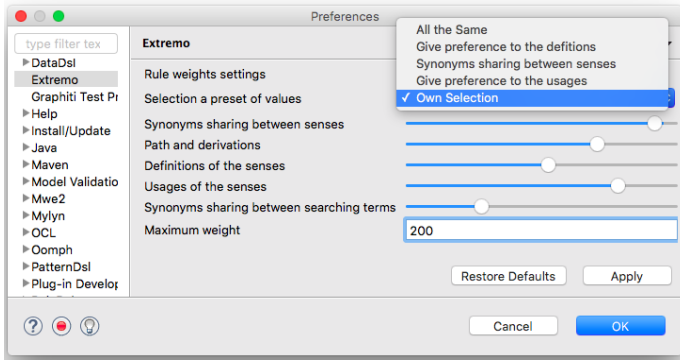 Preferences
type filter tex
DataDsl
Extremo
Graphiti Test Pr
Help
Install/Update
Java
Maven
Model Validatio
Mwe2
Mylyn
OCL
Oomph
PatternDsl
Plug-in Develop
Extremo
Rule weights settings
Selection a preset of values
All the Same
Give preference to the defitions
Synonyms sharing between senses
Give preference to the usages
✓ Own Selection
Synonyms sharing between senses
Path and derivations
Definitions of the senses
Usages of the senses
Synonyms sharing between searching terms
Maximum weight 200
Restore Defaults Apply
? Cancel OK